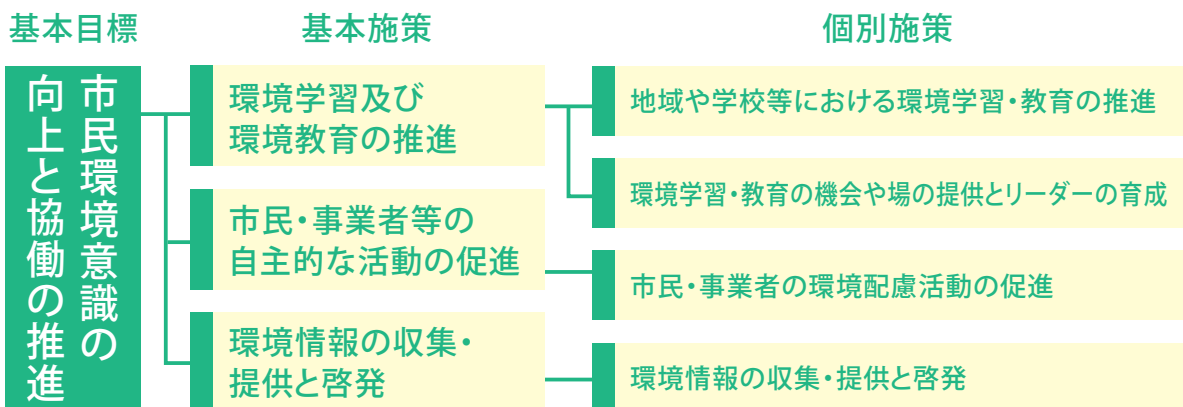 基本目標
基本施策
個別施策
市民環境意識の
向上と協働の推進
環境学習及び
環境教育の推進
地域や学校等における環境学習・教育の推進
環境学習・教育の機会や場の提供とリーダーの育成
市民・事業者等の
自主的な活動の促進
市民・事業者の環境配慮活動の促進
環境情報の収集・
提供と啓発
環境情報の収集・提供と啓発